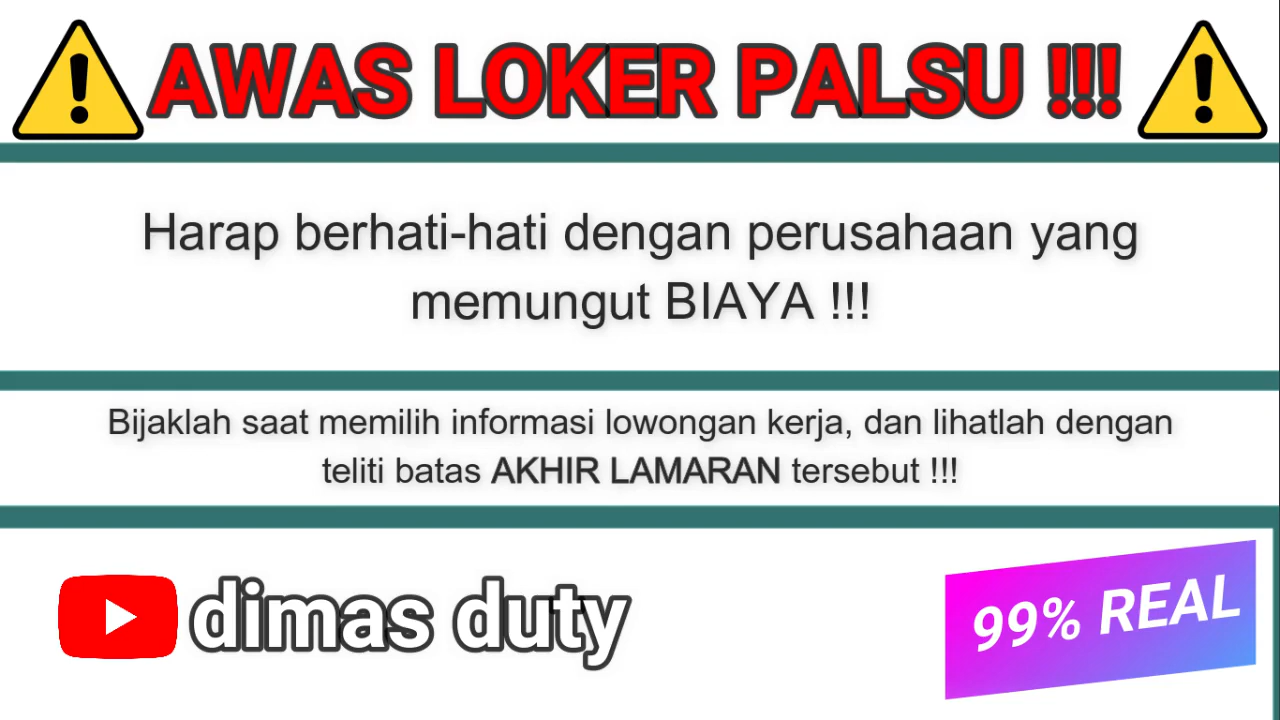 AWAS LOKER PALSU !!!
Harap berhati-hati dengan perusahaan yang
memungut BIAYA !!!
Bijaklah saat memilih informasi lowongan kerja, dan lihatlah dengan
teliti batas AKHIR LAMARAN tersebut !!!
dimas duty
99% REAL